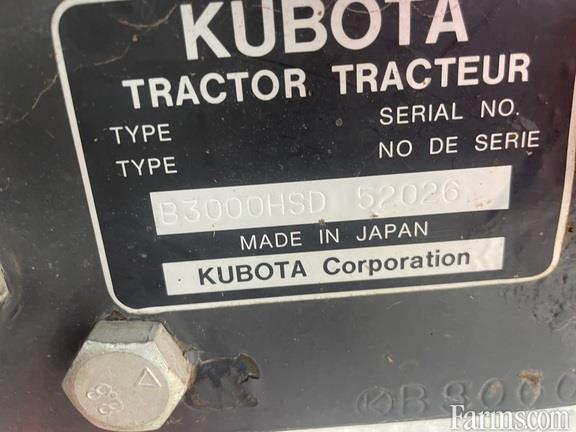 KUBOTA
TRACTOR TRACTEUR
TYPE SERIAL NO.
TYPE NO DE SERIE
B3000HSD 52026
MADE IN JAPAN
KUBOTA Corporation
Farms.com